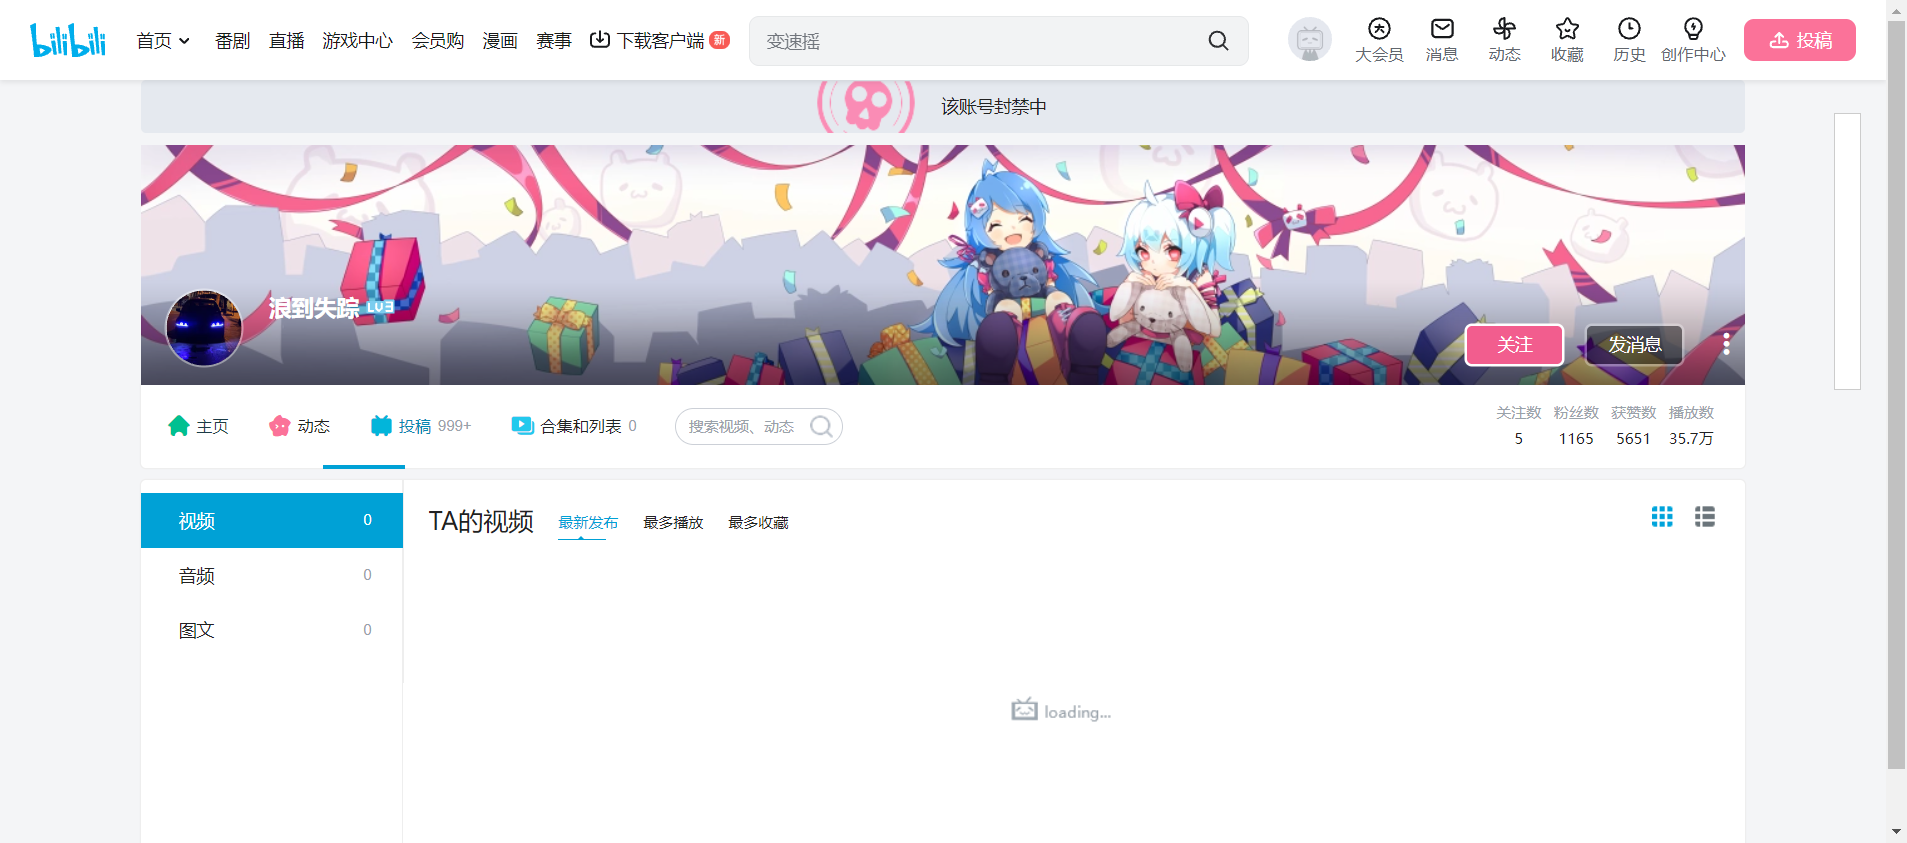 bilibili
首页 番剧 直播 游戏中心 会员购 漫画 赛事 下载客户端 新
变速摇
大会员 消息 动态 收藏 历史 创作中心 投稿
该账号封禁中
浪到失踪 LV3
关注 发消息
主页 动态 投稿 999+ 合集和列表 0 搜索视频、动态
关注数 粉丝数 获赞数 播放数
5 1165 5651 35.7万
视频 0
音频 0
图文 0
TA的视频 最新发布 最多播放 最多收藏
loading...